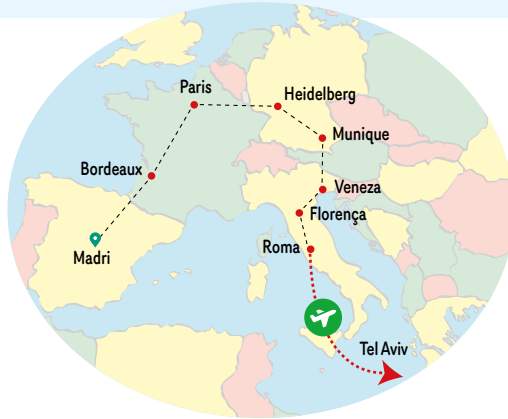 Paris
Heidelberg
Munique
Bordeaux
Veneza
Florença
Roma
Madri
Tel Aviv